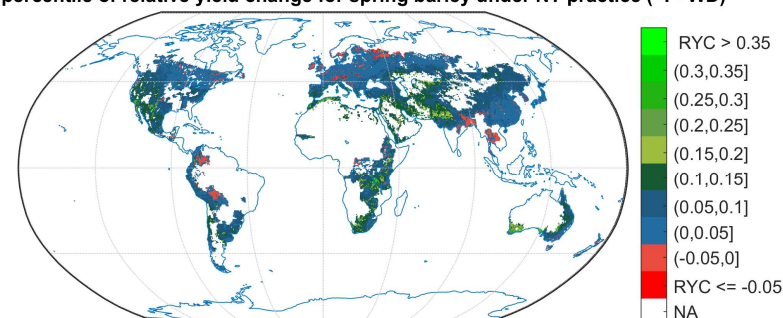 percentile of relative yield change for spring barley under NT practice (
RYC > 0.35
(0.3,0.35]
(0.25,0.3]
(0.2,0.25]
(0.15,0.2]
(0.1,0.15]
(0.05,0.1]
(0,0.05]
(-0.05,0]
RYC <= -0.05
NA